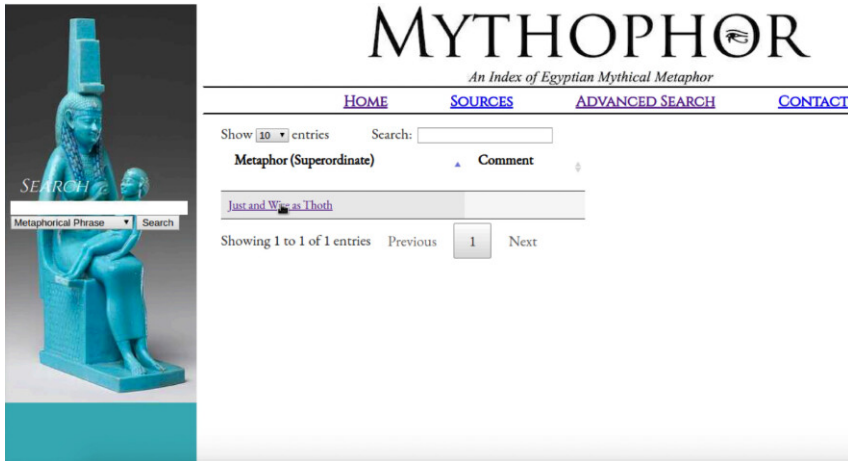 MYTHOPHOR
An Index of Egyptian Mythical Metaphor
HOME SOURCES ADVANCED SEARCH CONTACT
Show 10 entries Search:
Metaphor (Superordinate) Comment
Just and Wise as Thoth
Showing 1 to 1 of 1 entries Previous 1 Next
SEARCH
Metaphorical Phrase Search